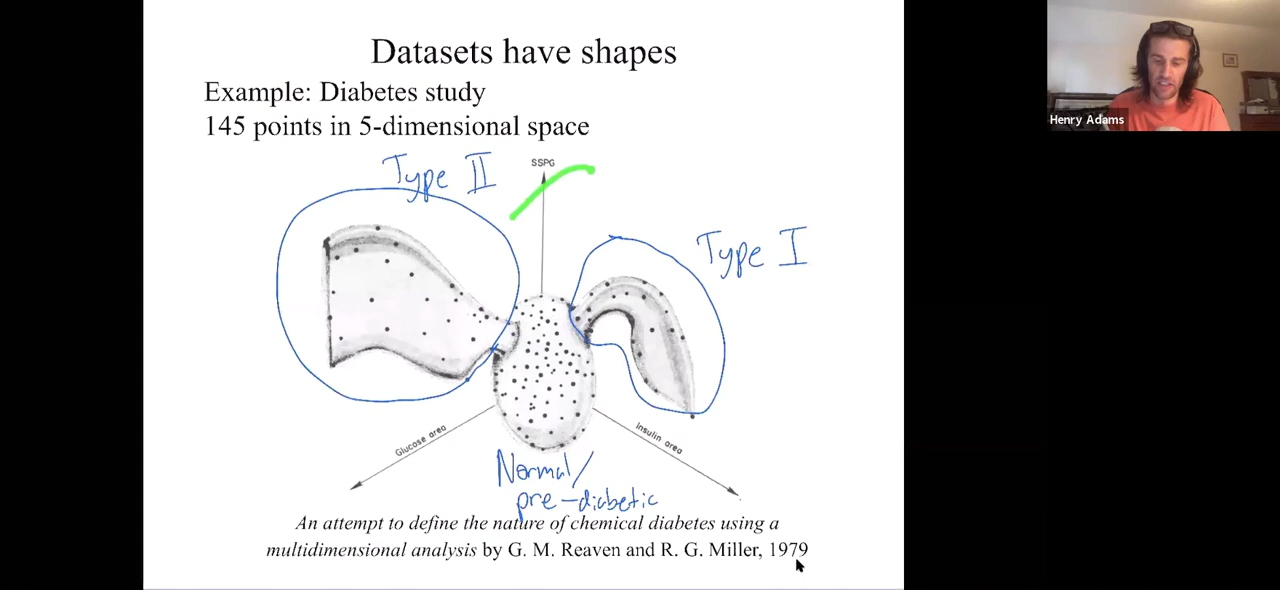 Datasets have shapes
Example: Diabetes study
145 points in 5-dimensional space
Henry Adams
SSPG
Type II
Type I
Glucose area
Insulin area
Normal/
pre-diabetic
An attempt to define the nature of chemical diabetes using a
multidimensional analysis by G. M. Reaven and R. G. Miller, 1979